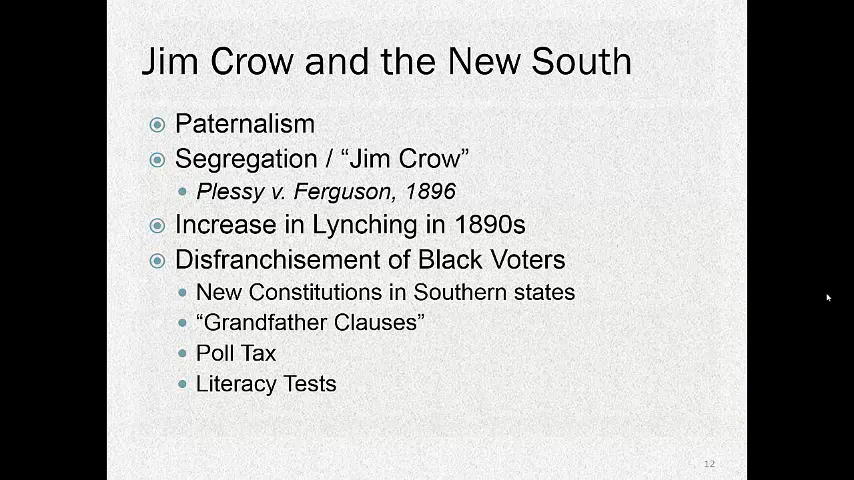 Jim Crow and the New South
Paternalism
Segregation / “Jim Crow”
Plessy v. Ferguson, 1896
Increase in Lynching in 1890s
Disfranchisement of Black Voters
New Constitutions in Southern states
“Grandfather Clauses”
Poll Tax
Literacy Tests
12